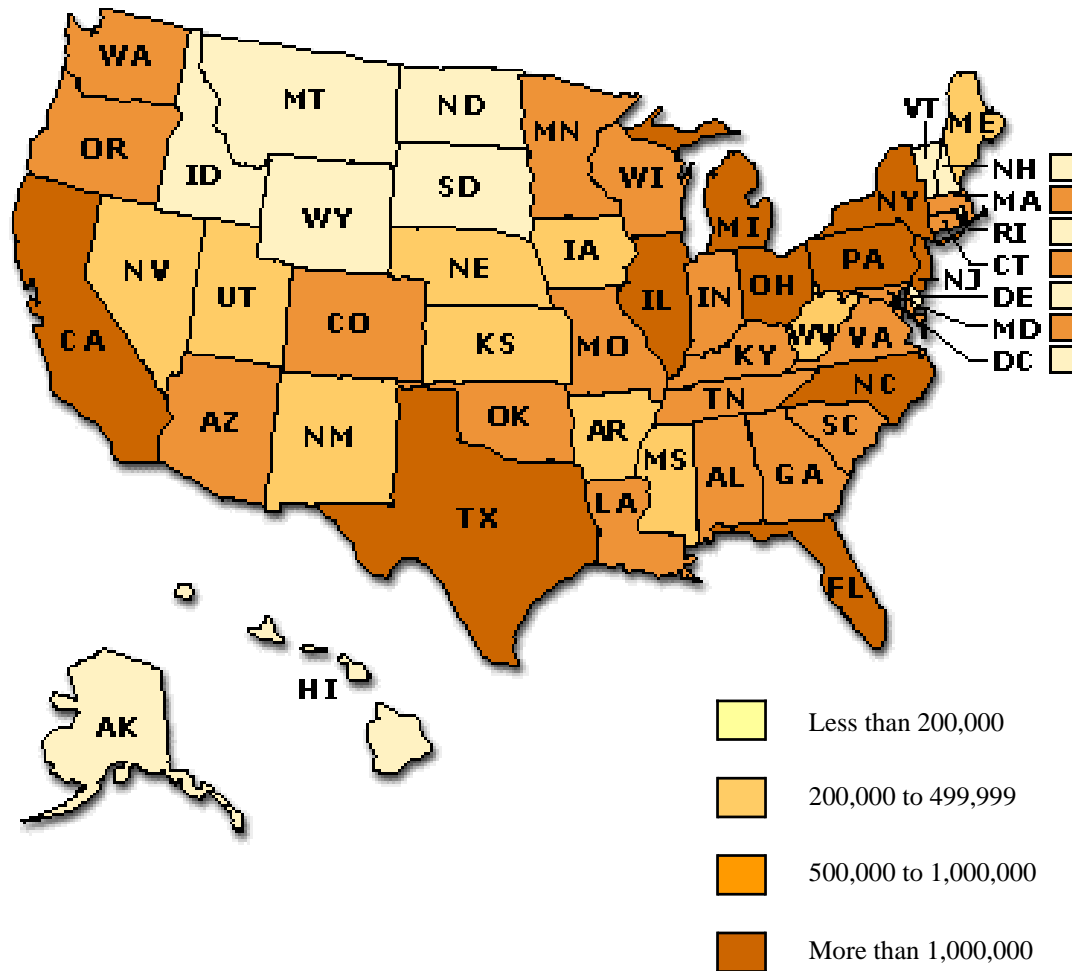 WA
MT
ND
MN
VT
ME
OR
ID
SD
WI
NH
WY
MI
NY
MA
RI
NV
UT
NE
IA
PA
CT
NJ
CA
CO
IL
IN
OH
DE
KS
MO
WV
VA
MD
KY
DC
AZ
NM
OK
AR
TN
NC
SC
MS
AL
GA
LA
TX
FL
HI
AK
Less than 200,000
200,000 to 499,999
500,000 to 1,000,000
More than 1,000,000